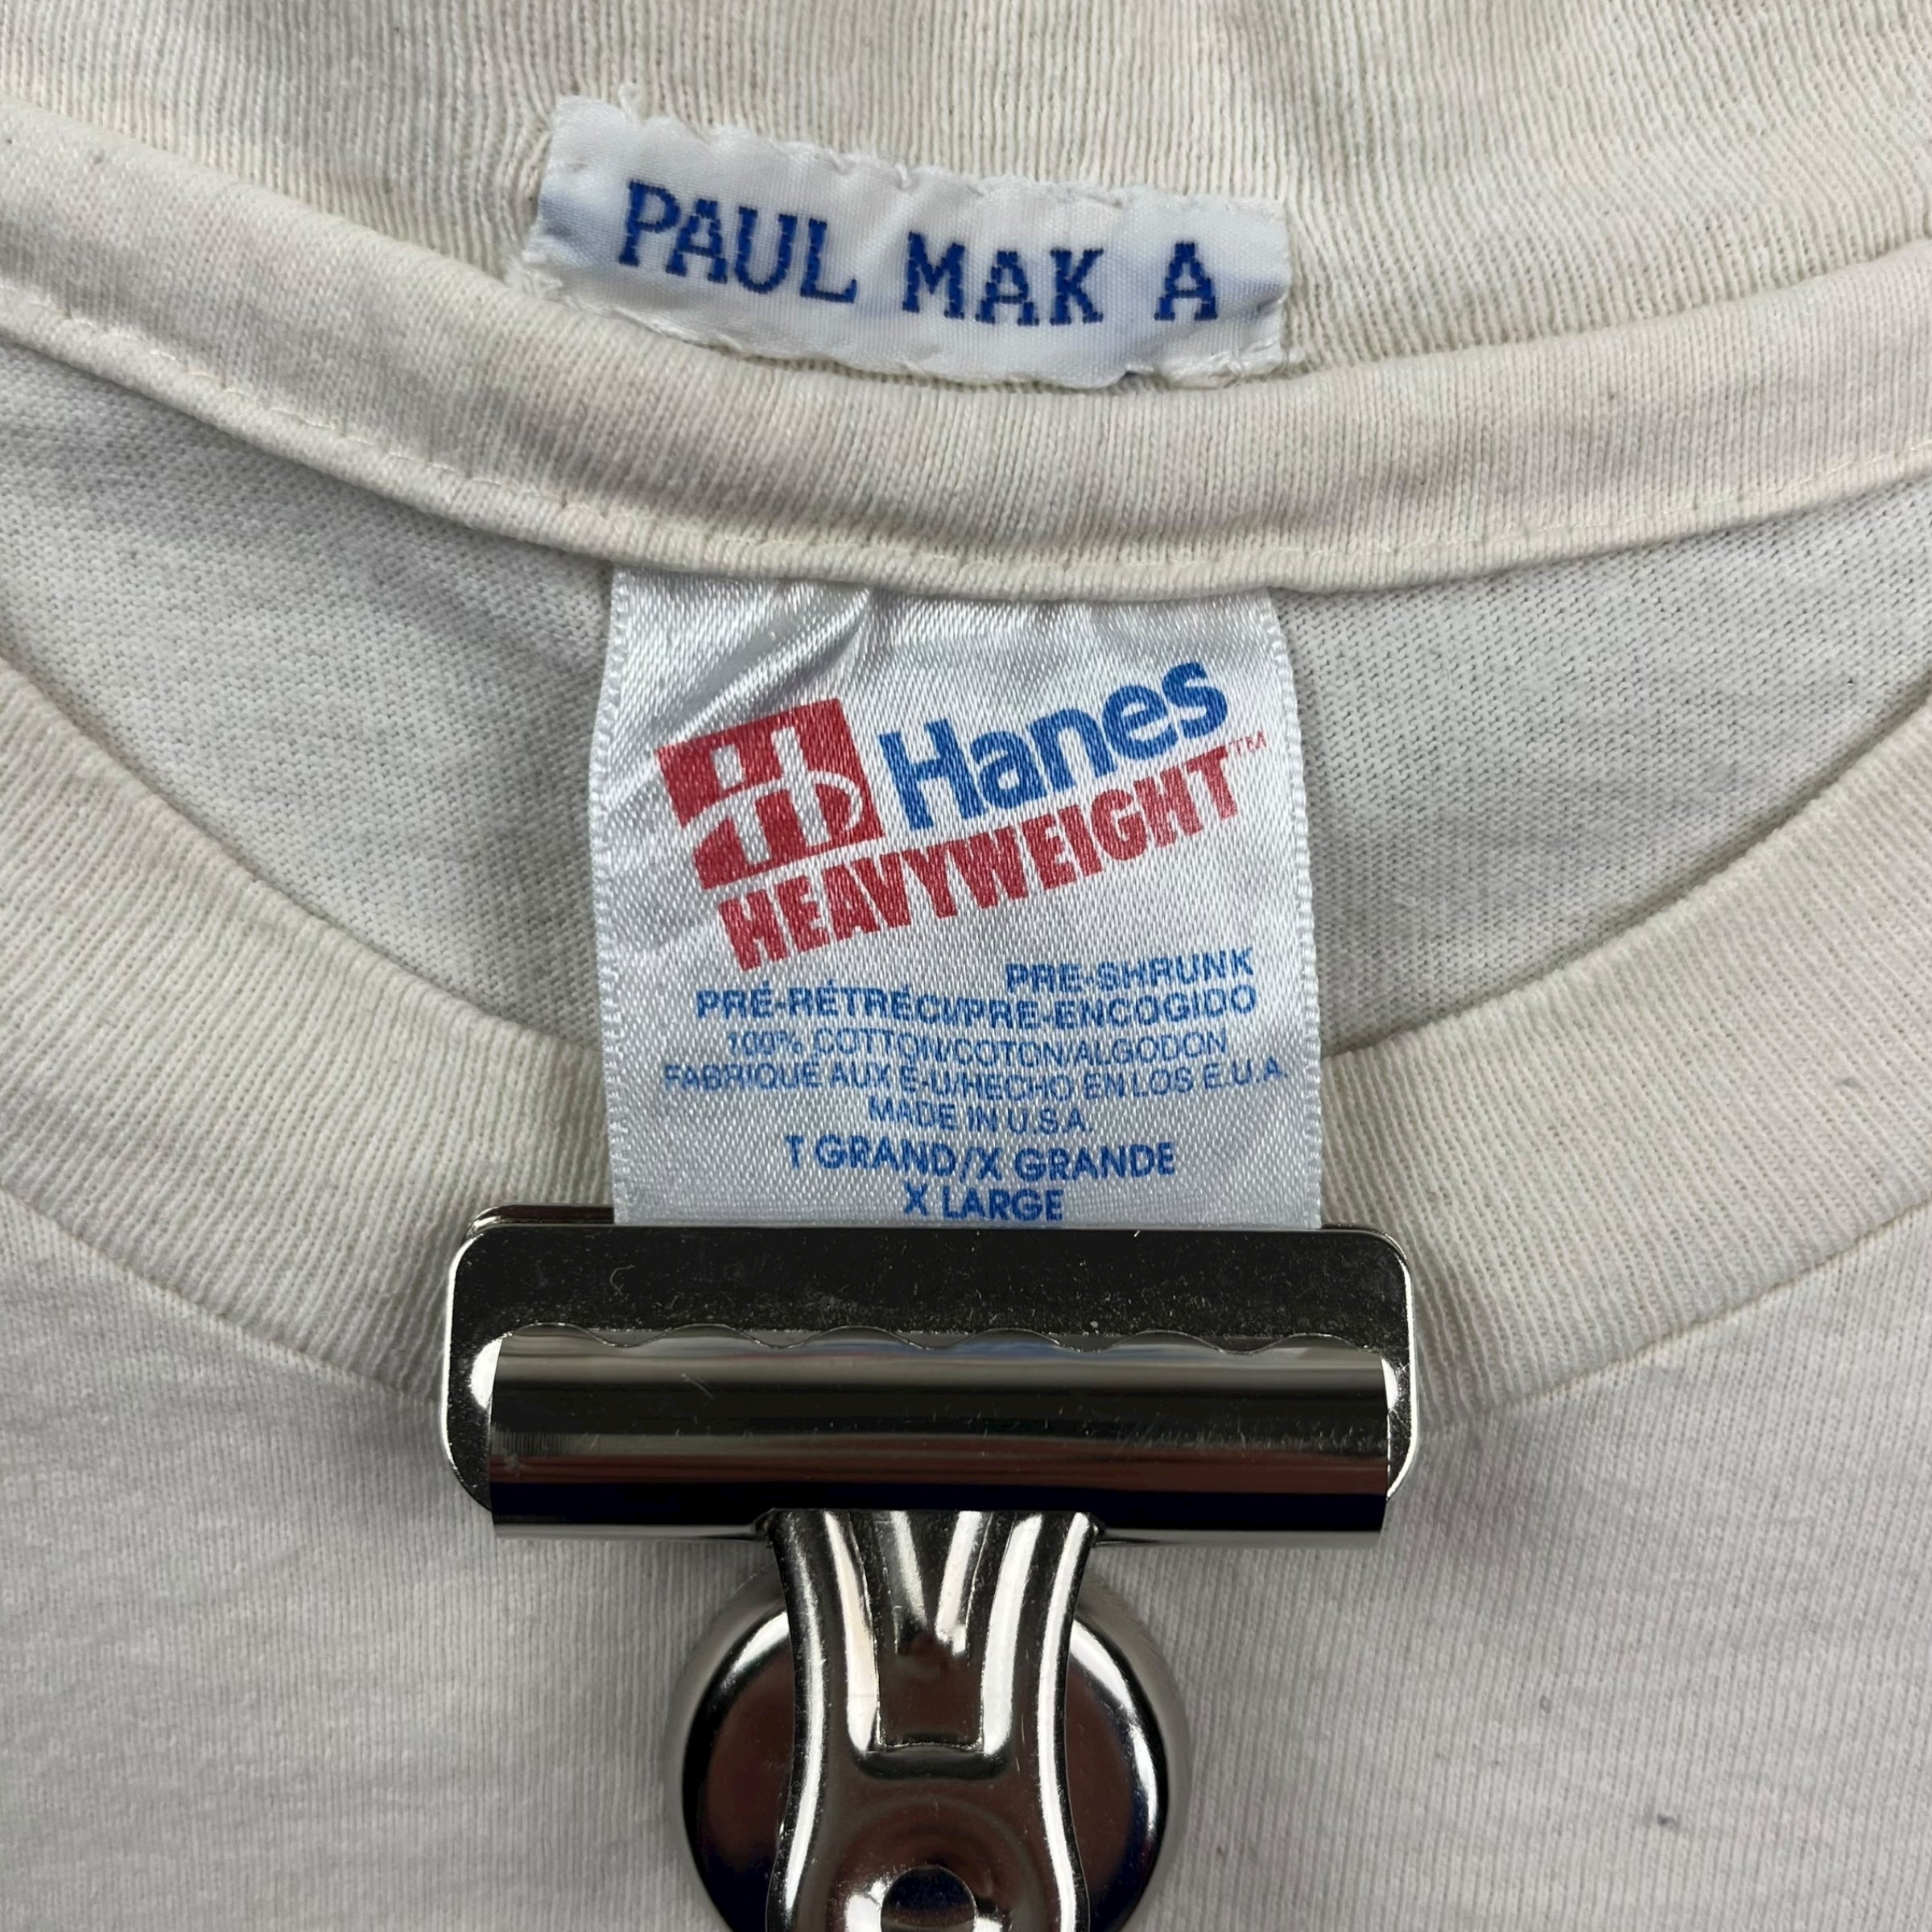 PAUL MAK A
Hanes
HEAVYWEIGHT™
PRE-SHRUNK
PRÉ-RÉTRÉCI/PRE-ENCOGIDO
100% COTTON/COTON/ALGODON
FABRIQUE AUX E-U/HECHO EN LOS E.U.A.
MADE IN U.S.A.
T GRAND/X GRANDE
X LARGE